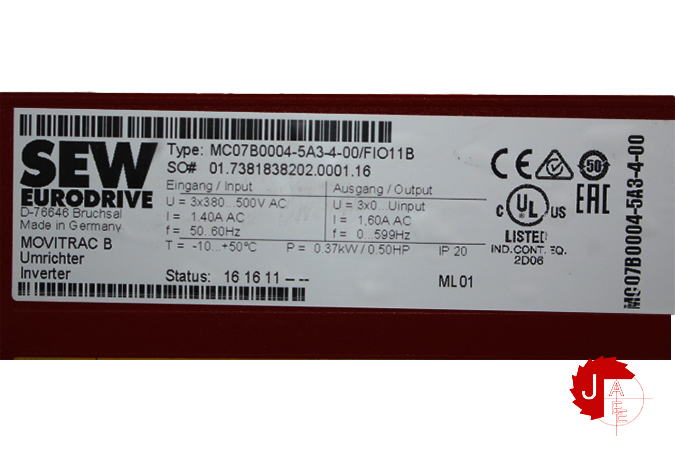 SEW
EURODRIVE
D-76646 Bruchsal
Made in Germany
MOVITRAC B
Umrichter
Inverter
Type: MC07B0004-5A3-4-00/FIO11B
SO# 01.7381838202.0001.16
Eingang / Input
U = 3x380...500V AC
I = 1.40A AC
f = 50..60Hz
T = -10...+50°C
Ausgang / Output
U = 3x0...Uinput
I = 1,60A AC
f = 0...599Hz
P = 0.37kW / 0.50HP
IP 20
Status: 16 16 11 -- --
ML 01
CE
50
C UL US
LISTED
IND.CONT. EQ.
2D06
EAC
MC07B0004-5A3-4-00
J
A
E
E